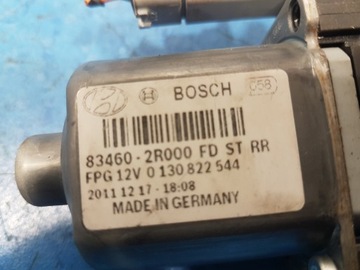 BOSCH 058
83460-2R000 FD ST RR
FPG 12V 0 130 822 544
2011 12 17 - 18:08
MADE IN GERMANY